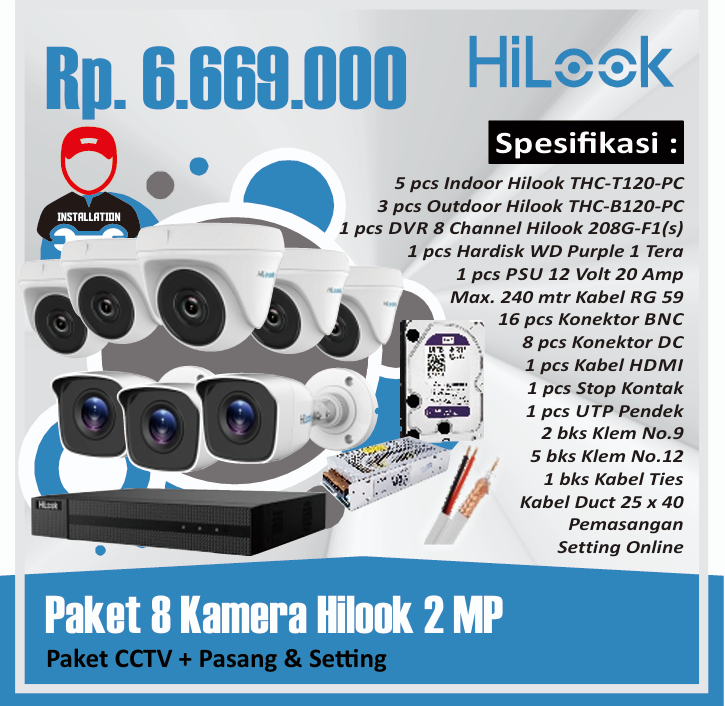 Rp. 6.669.000
HiLook
Spesifikasi :
INSTALLATION
5 pcs Indoor Hilook THC-T120-PC
3 pcs Outdoor Hilook THC-B120-PC
1 pcs DVR 8 Channel Hilook 208G-F1(s)
1 pcs Hardisk WD Purple 1 Tera
1 pcs PSU 12 Volt 20 Amp
Max. 240 mtr Kabel RG 59
16 pcs Konektor BNC
8 pcs Konektor DC
1 pcs Kabel HDMI
1 pcs Stop Kontak
1 pcs UTP Pendek
2 bks Klem No.9
5 bks Klem No.12
1 bks Kabel Ties
Kabel Duct 25 x 40
Pemasangan
Setting Online
HiLook
HiLook
Paket 8 Kamera Hilook 2 MP
Paket CCTV + Pasang & Setting